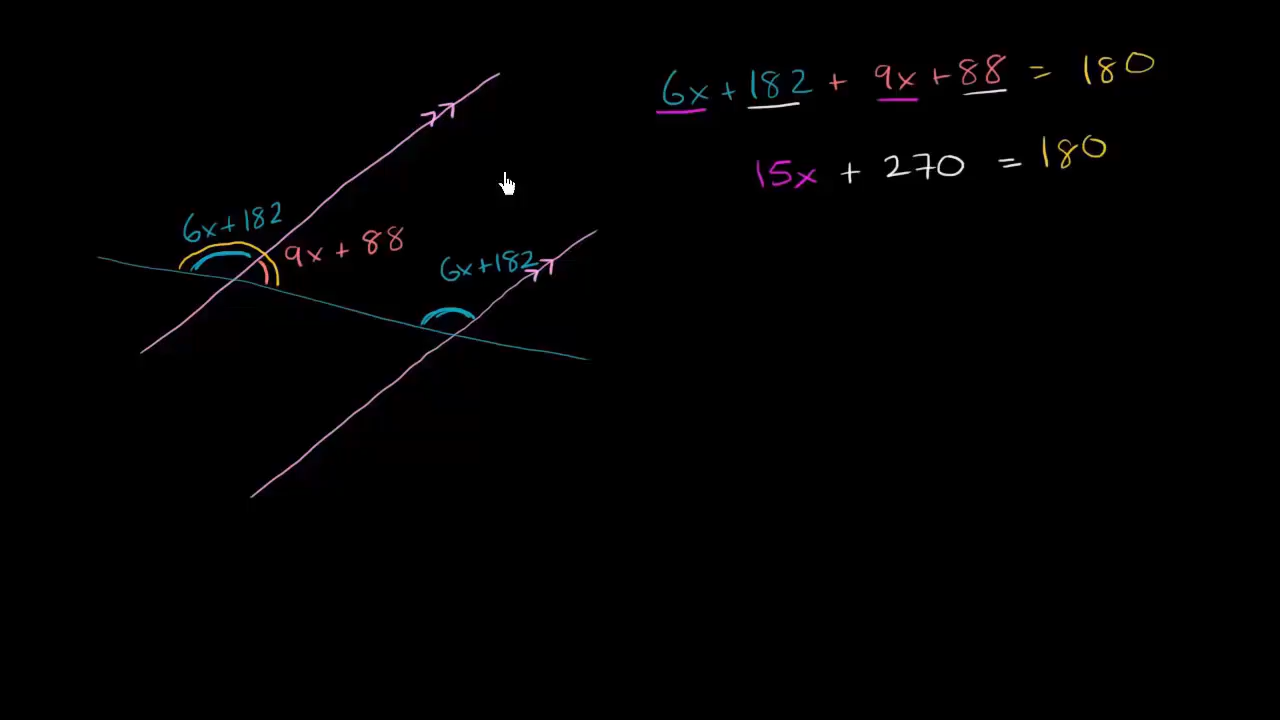 6x+182 + 9x+88 = 180
15x + 270 = 180
6x+182
9x + 88
6x+182